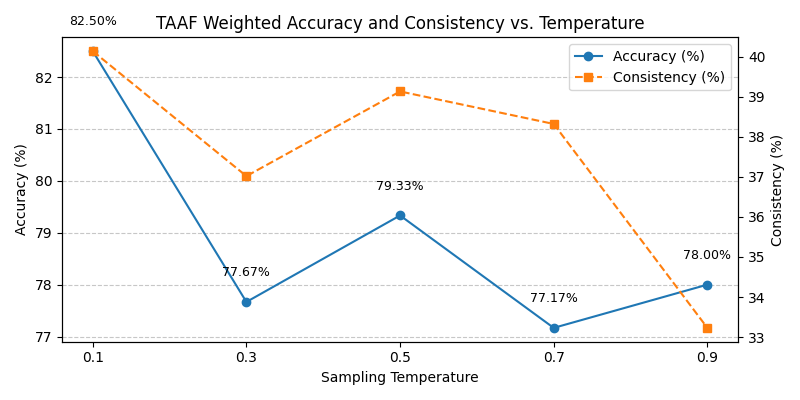 TAAF Weighted Accuracy and Consistency vs. Temperature
82.50%
Accuracy (%)
Consistency (%)
77.67%
79.33%
77.17%
78.00%
82
81
80
79
78
77
Accuracy (%)
40
39
38
37
36
35
34
33
Consistency (%)
0.1 0.3 0.5 0.7 0.9
Sampling Temperature